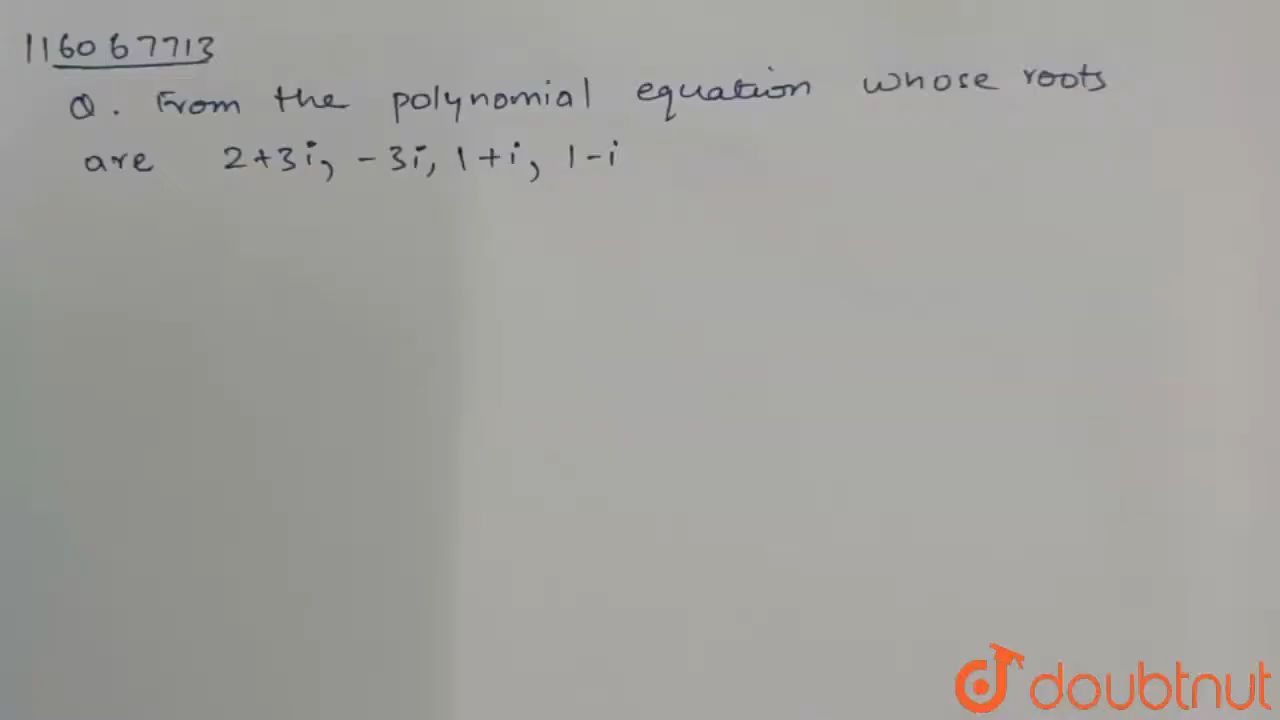 116067713
Q. From the polynomial equation whose roots
are 2+3i, -3i, 1+i, 1-i
doubtnut